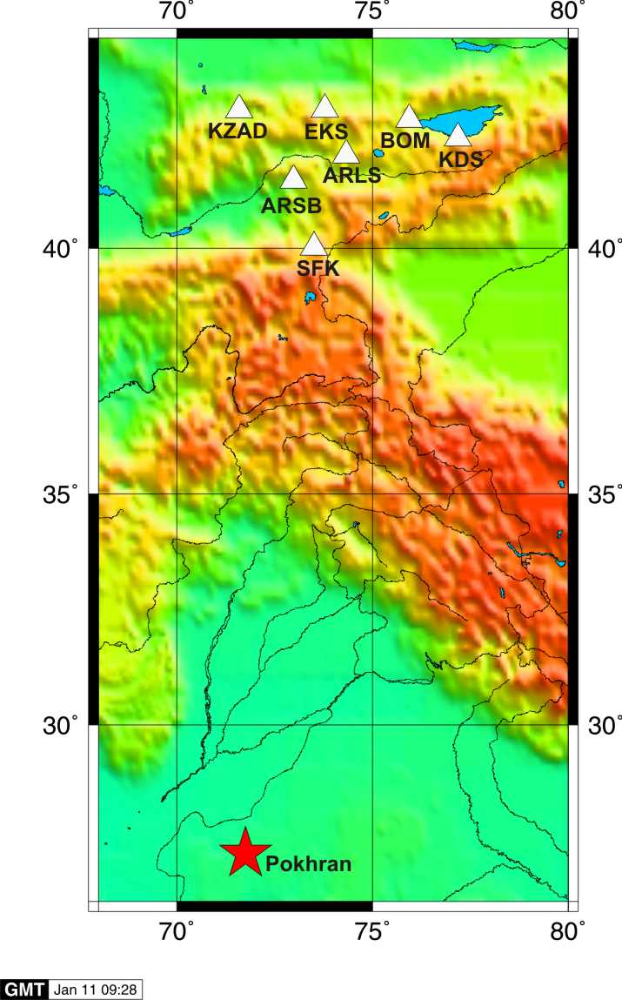 70° 75° 80°
KZAD EKS BOM
KDS
ARLS
ARSB
40° 40°
SFK
35° 35°
30° 30°
Pokhran
70° 75° 80°
GMT Jan 11 09:28